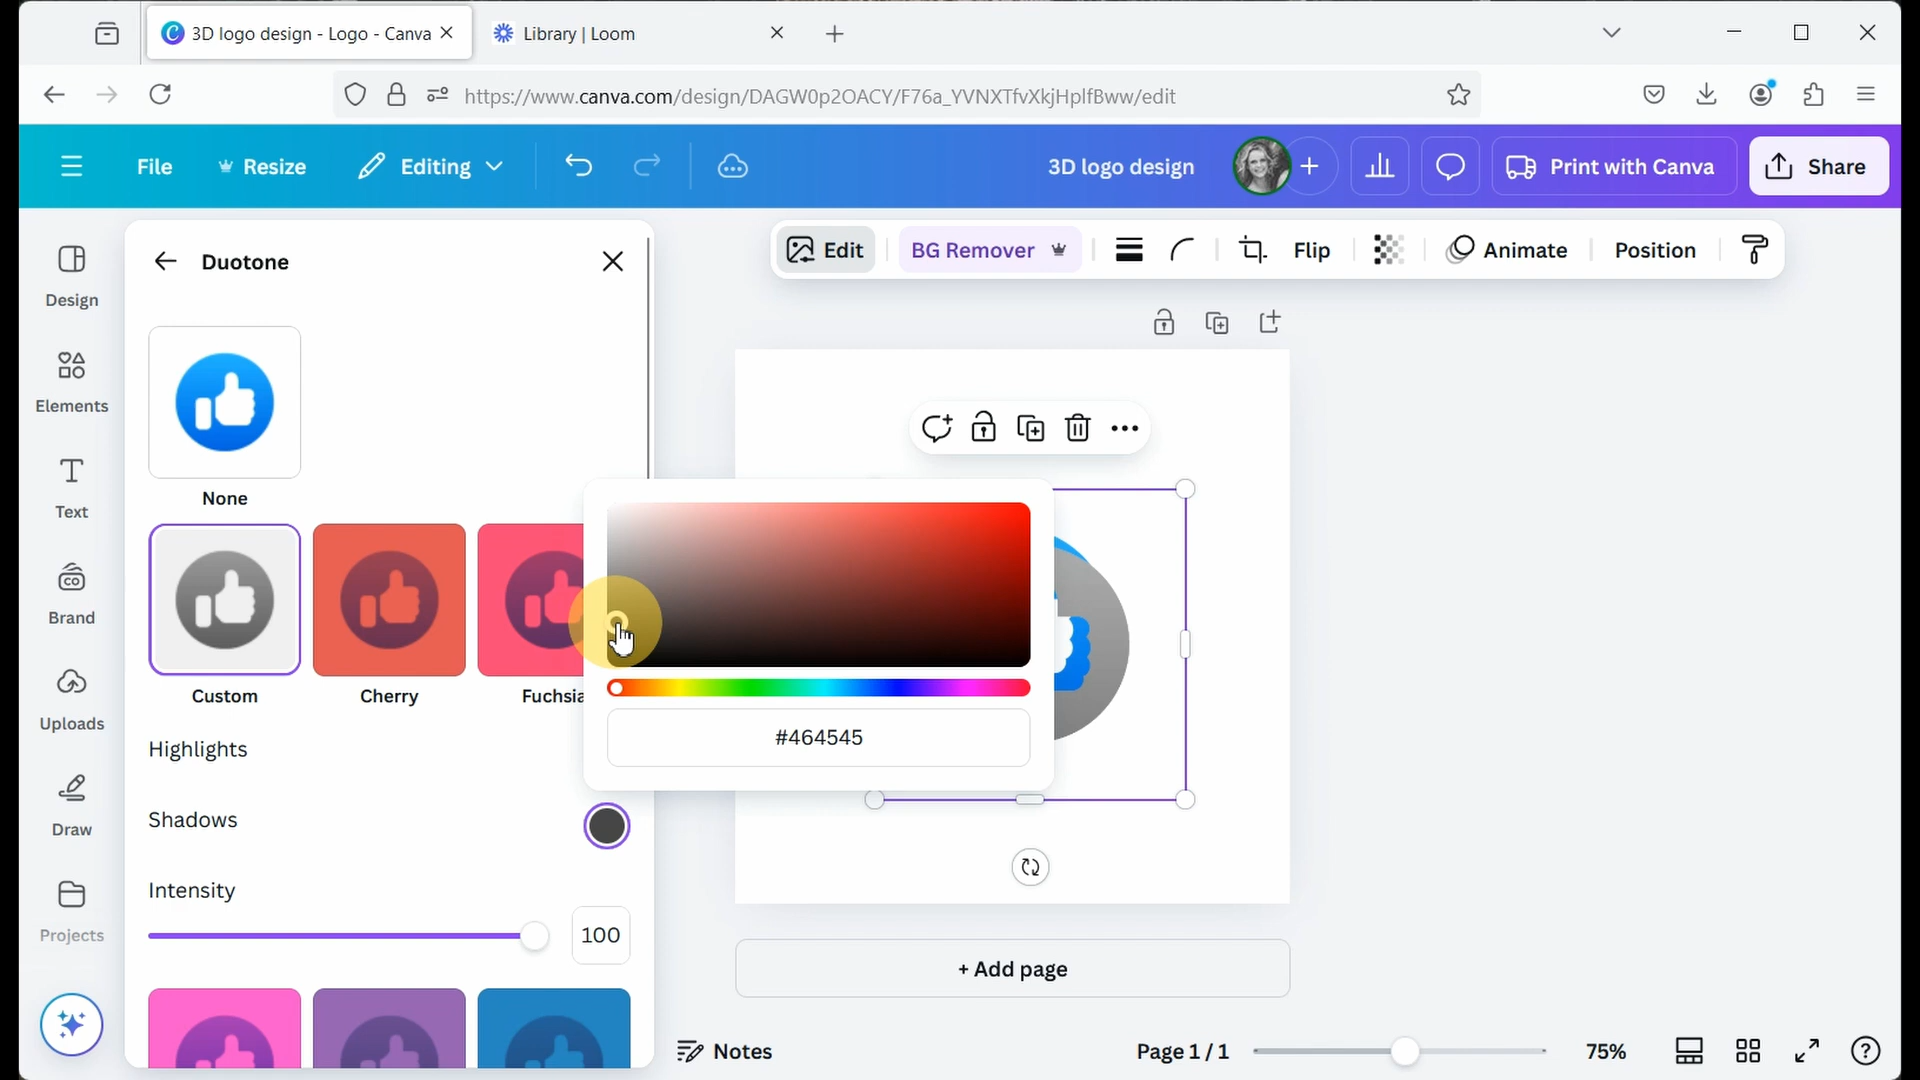 3D logo design - Logo - Canva
Library | Loom
https://www.canva.com/design/DAGW0p2OACY/F76a_YVNXTfvXkjHplfBww/edit
File
Resize
Editing
3D logo design
Print with Canva
Share
Design
Elements
Text
Brand
Uploads
Draw
Projects
Duotone
None
Custom
Cherry
Fuchsia
Highlights
Shadows
Intensity
100
Edit
BG Remover
Flip
Animate
Position
#464545
+ Add page
Notes
Page 1 / 1
75%